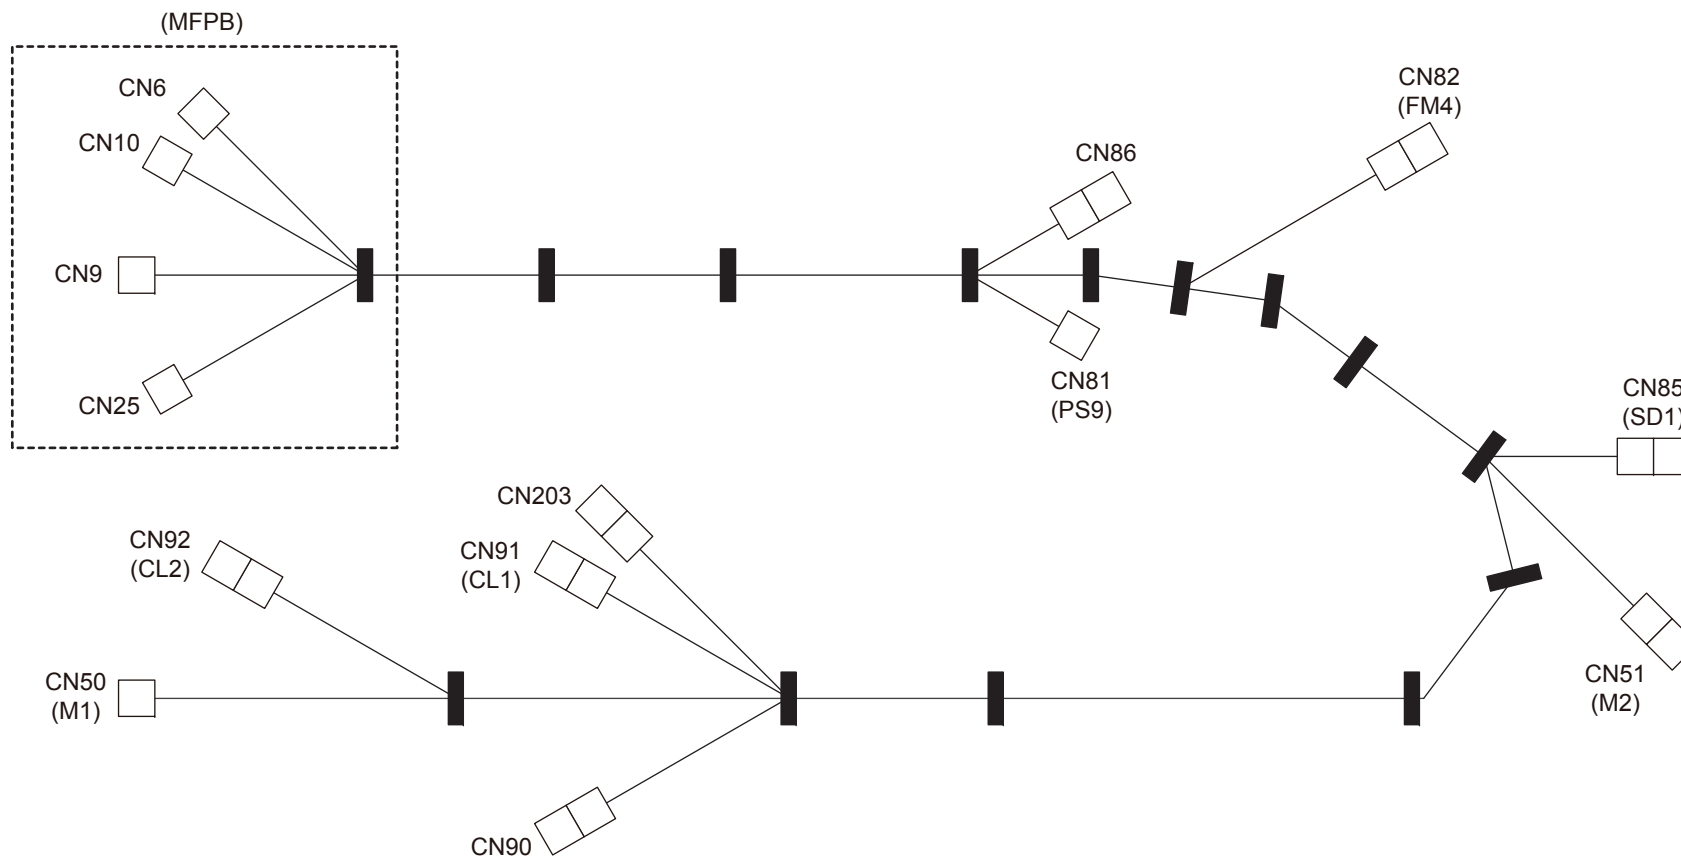 (MFPB)
CN6
CN10
CN9
CN25
CN86
CN81
(PS9)
CN82
(FM4)
CN85
(SD1)
CN51
(M2)
CN203
CN91
(CL1)
CN92
(CL2)
CN50
(M1)
CN90